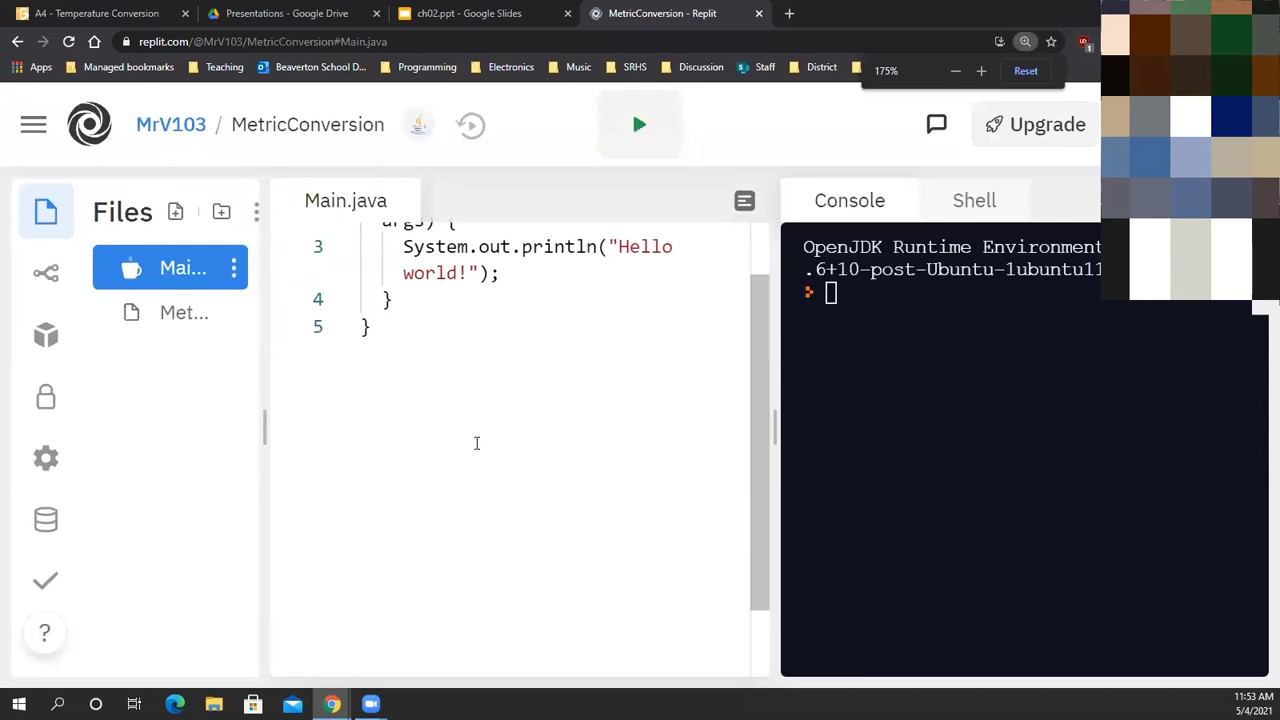 A4 - Temperature Conversion
Presentations - Google Drive
ch02.ppt - Google Slides
MetricConversion - Replit
replit.com/@MrV103/MetricConversion#Main.java
Apps
Managed bookmarks
Teaching
Beaverton School D...
Programming
Electronics
Music
SRHS
Discussion
Staff
District
175%
Reset
MrV103 / MetricConversion
Upgrade
Files
Main.java
Console
Shell
Mai...
Met...
args) {
3 System.out.println("Hello
world!");
4 }
5 }
OpenJDK Runtime Environment
.6+10-post-Ubuntu-1ubuntu11
>
?
11:53 AM
5/4/2021